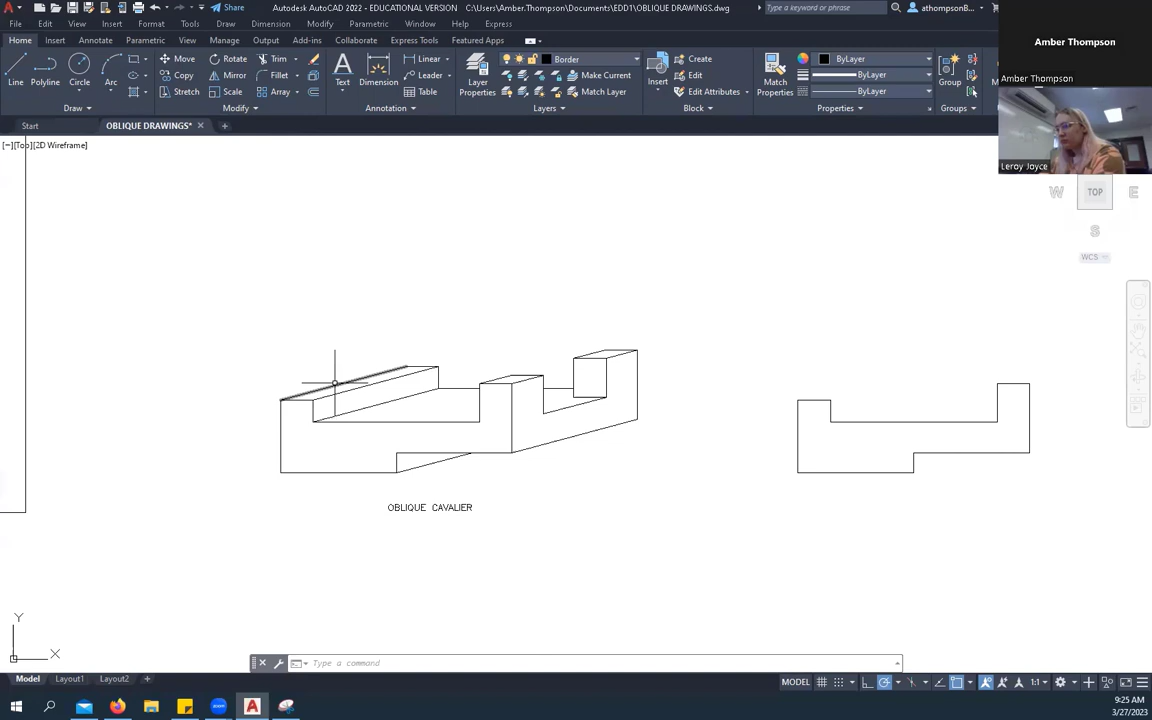 Share
Autodesk AutoCAD 2022 - EDUCATIONAL VERSION
C:\Users\Amber.Thompson\Documents\EDD1\OBLIQUE DRAWINGS.dwg
Type a keyword or phrase
athompsonB...
File Edit View Insert Format Tools Draw Dimension Modify Parametric Window Express Help
Home Insert Annotate Parametric View Manage Output Add-ins Collaborate Express Tools Featured Apps
Line Polyline Circle Arc
Move Rotate Trim
Copy Mirror Fillet
Stretch Scale Array
Text Dimension
Linear
Leader
Table
Layer Properties
Border
Make Current
Match Layer
Insert
Create
Edit
Edit Attributes
Match Properties
ByLayer
ByLayer
ByLayer
Group
Draw Modify Annotation Layers Block Properties Groups
Amber Thompson
Amber Thompson
Leroy Joyce
Start OBLIQUE DRAWINGS*
[−][Top][2D Wireframe]
W TOP E
S
WCS
OBLIQUE CAVALIER
Y
X
Type a command
Model Layout1 Layout2
MODEL
1:1
zoom
A
9:25 AM
3/27/2023